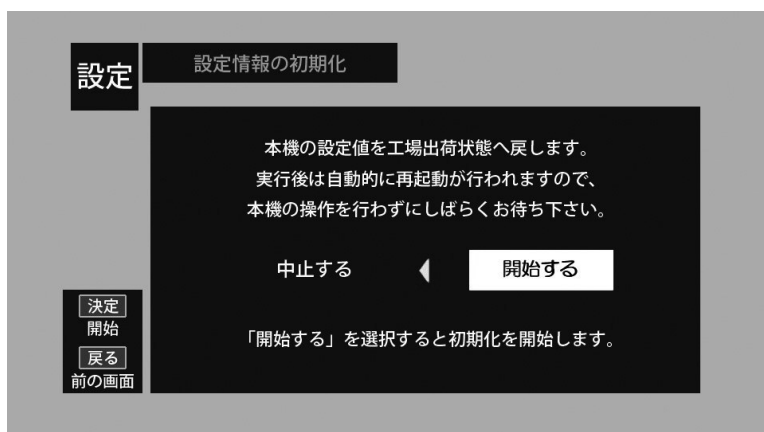 設定
設定情報の初期化
本機の設定値を工場出荷状態へ戻します。
実行後は自動的に再起動が行われますので、
本機の操作を行わずにしばらくお待ち下さい。
中止する
開始する
「開始する」を選択すると初期化を開始します。
決定
開始
戻る
前の画面